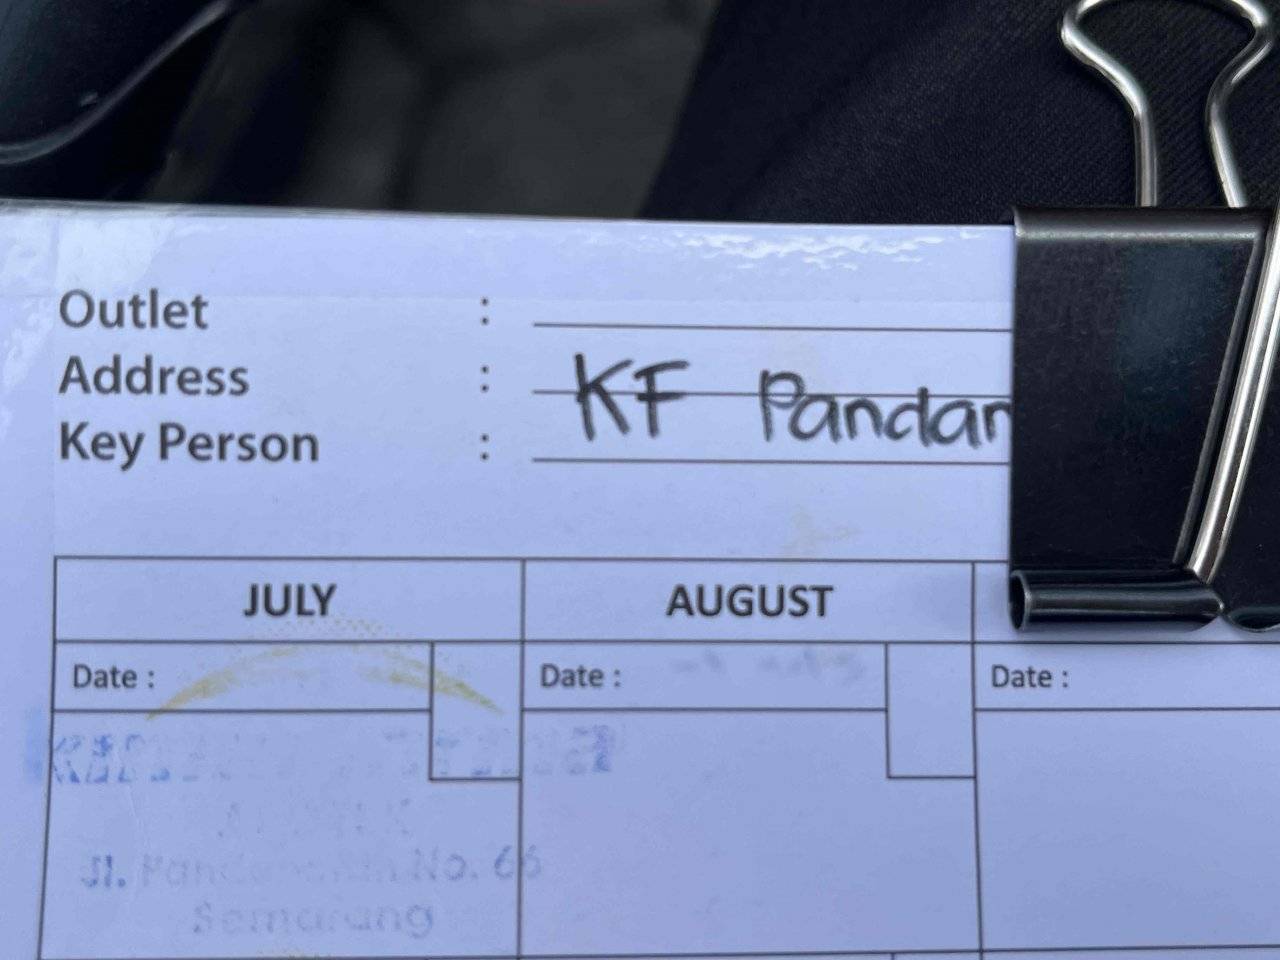 Outlet :
Address :
Key Person :
KF Pandan
JULY AUGUST
Date : Date : Date :
Jl. No. 66
Semarang